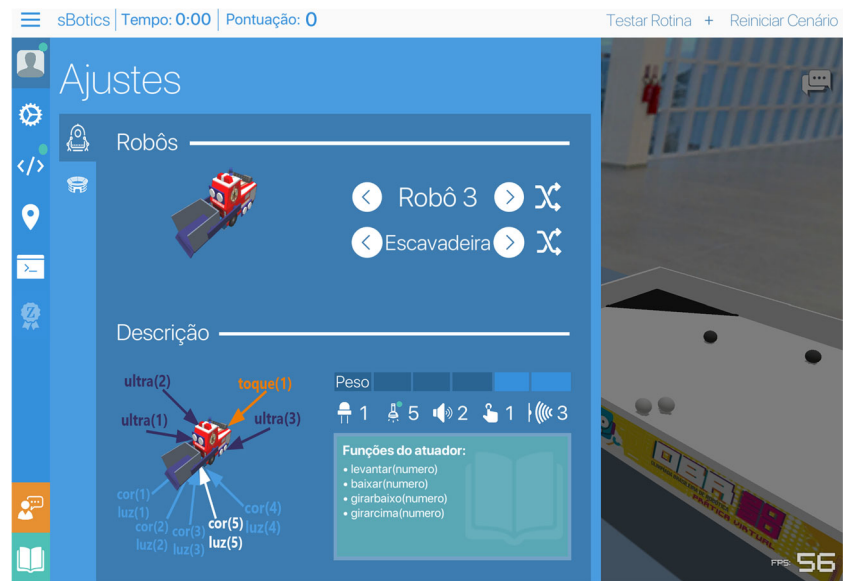 sBotics | Tempo: 0:00 | Pontuação: 0
Testar Rotina + Reiniciar Cenário
Ajustes
Robôs
Robô 3
Escavadeira
Descrição
ultra(2)
toque(1)
ultra(1)
ultra(3)
cor(1)
luz(1)
cor(2)
luz(2)
cor(3)
luz(3)
cor(5)
luz(5)
cor(4)
luz(4)
Peso
1 5 2 1 3
Funções do atuador:
• levantar(numero)
• baixar(numero)
• girarbaixo(numero)
• girarcima(numero)
OBR
PRÁTICA VIRTUAL
FPS: 56